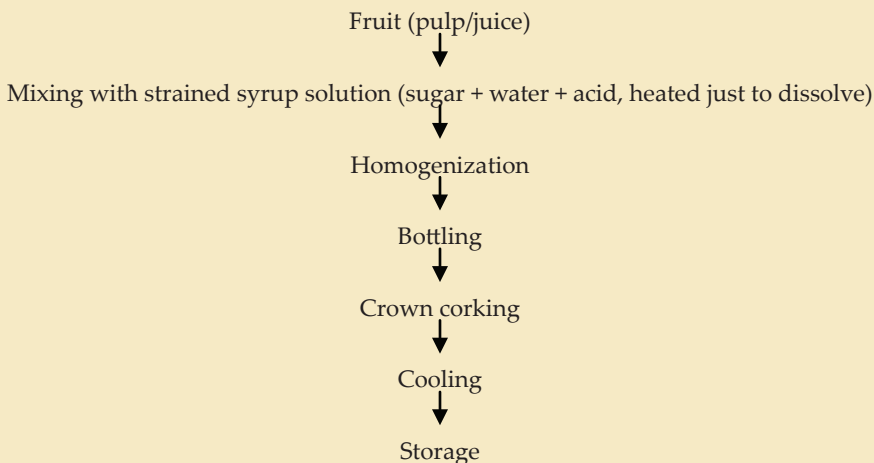 Fruit (pulp/juice)
Mixing with strained syrup solution (sugar + water + acid, heated just to dissolve)
Homogenization
Bottling
Crown corking
Cooling
Storage